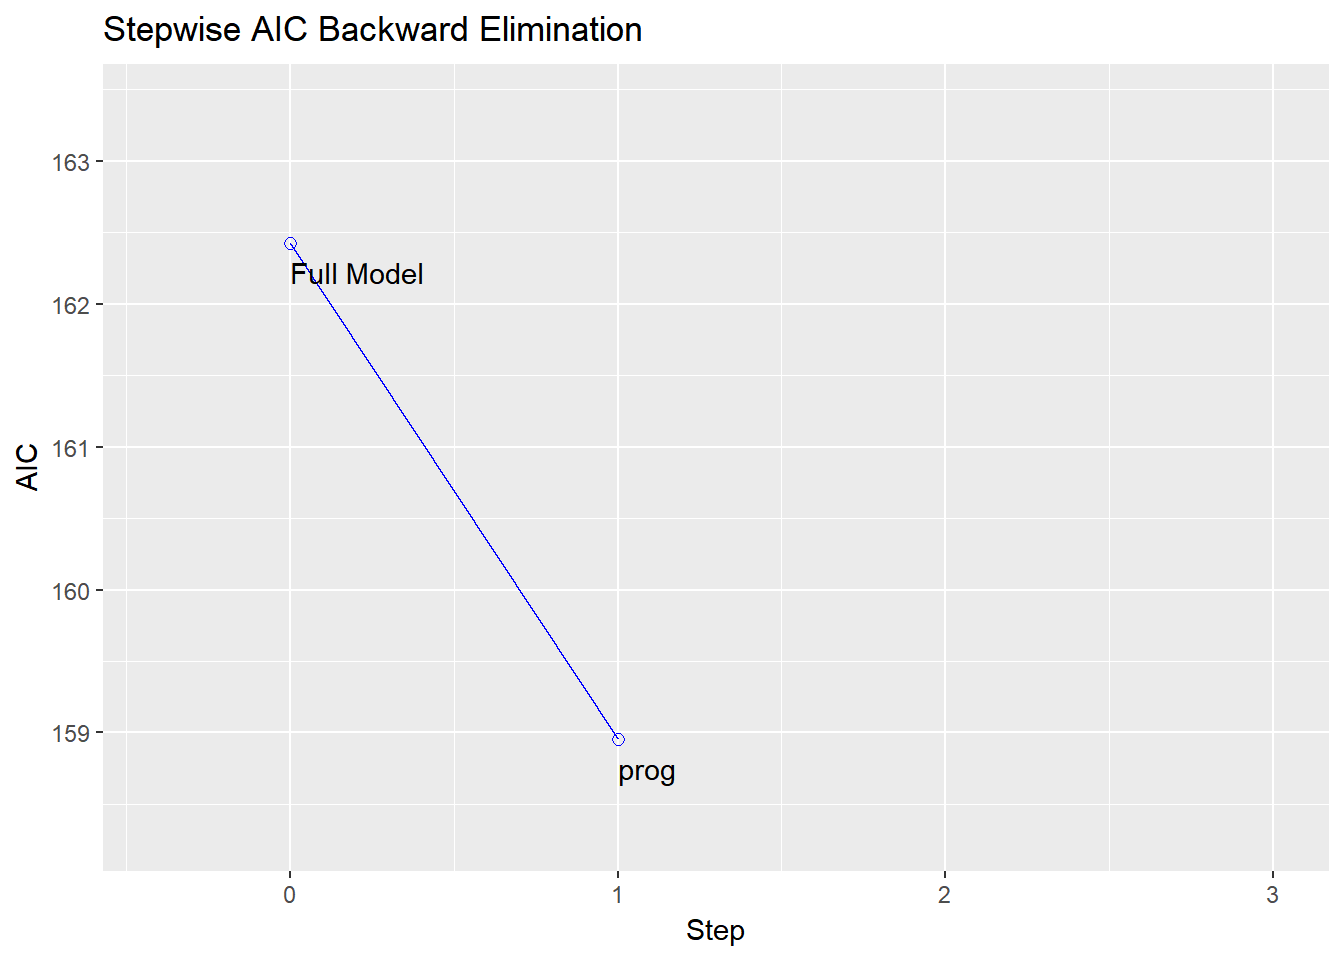 Stepwise AIC Backward Elimination
163
162
161
160
159
AIC
Full Model
prog
0 1 2 3
Step